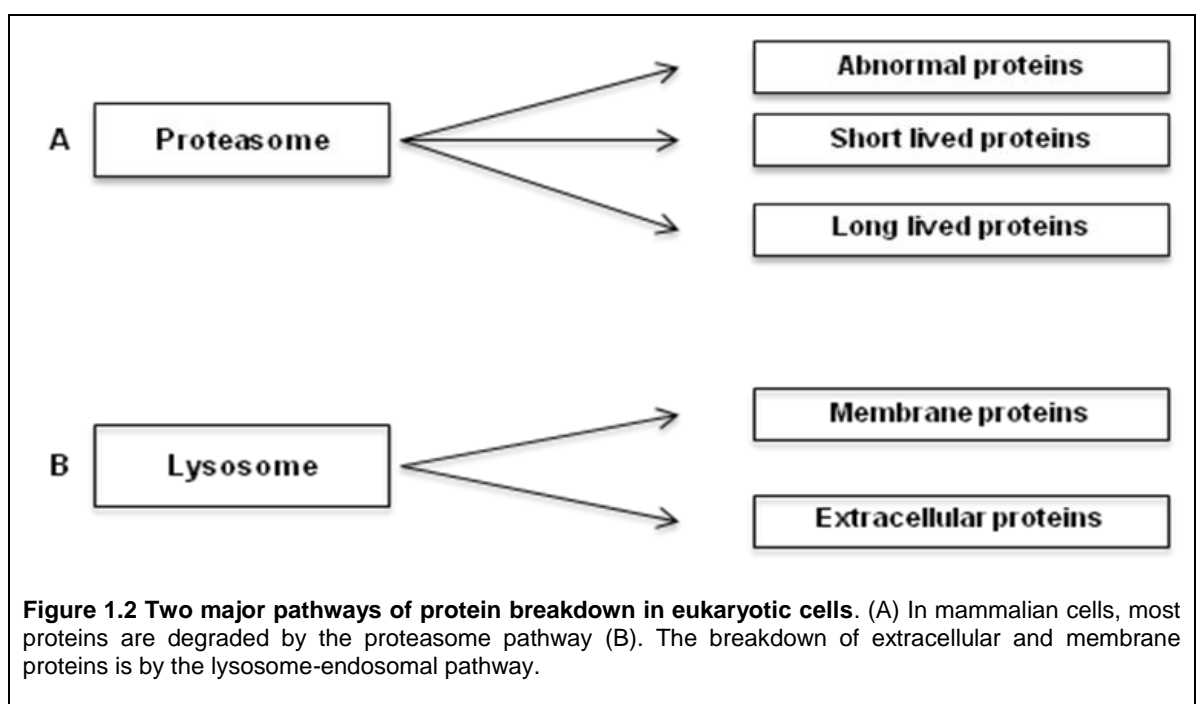 Abnormal proteins
A
Proteasome
Short lived proteins
Long lived proteins
Membrane proteins
B
Lysosome
Extracellular proteins
Figure 1.2 Two major pathways of protein breakdown in eukaryotic cells. (A) In mammalian cells, most
proteins are degraded by the proteasome pathway (B). The breakdown of extracellular and membrane
proteins is by the lysosome-endosomal pathway.